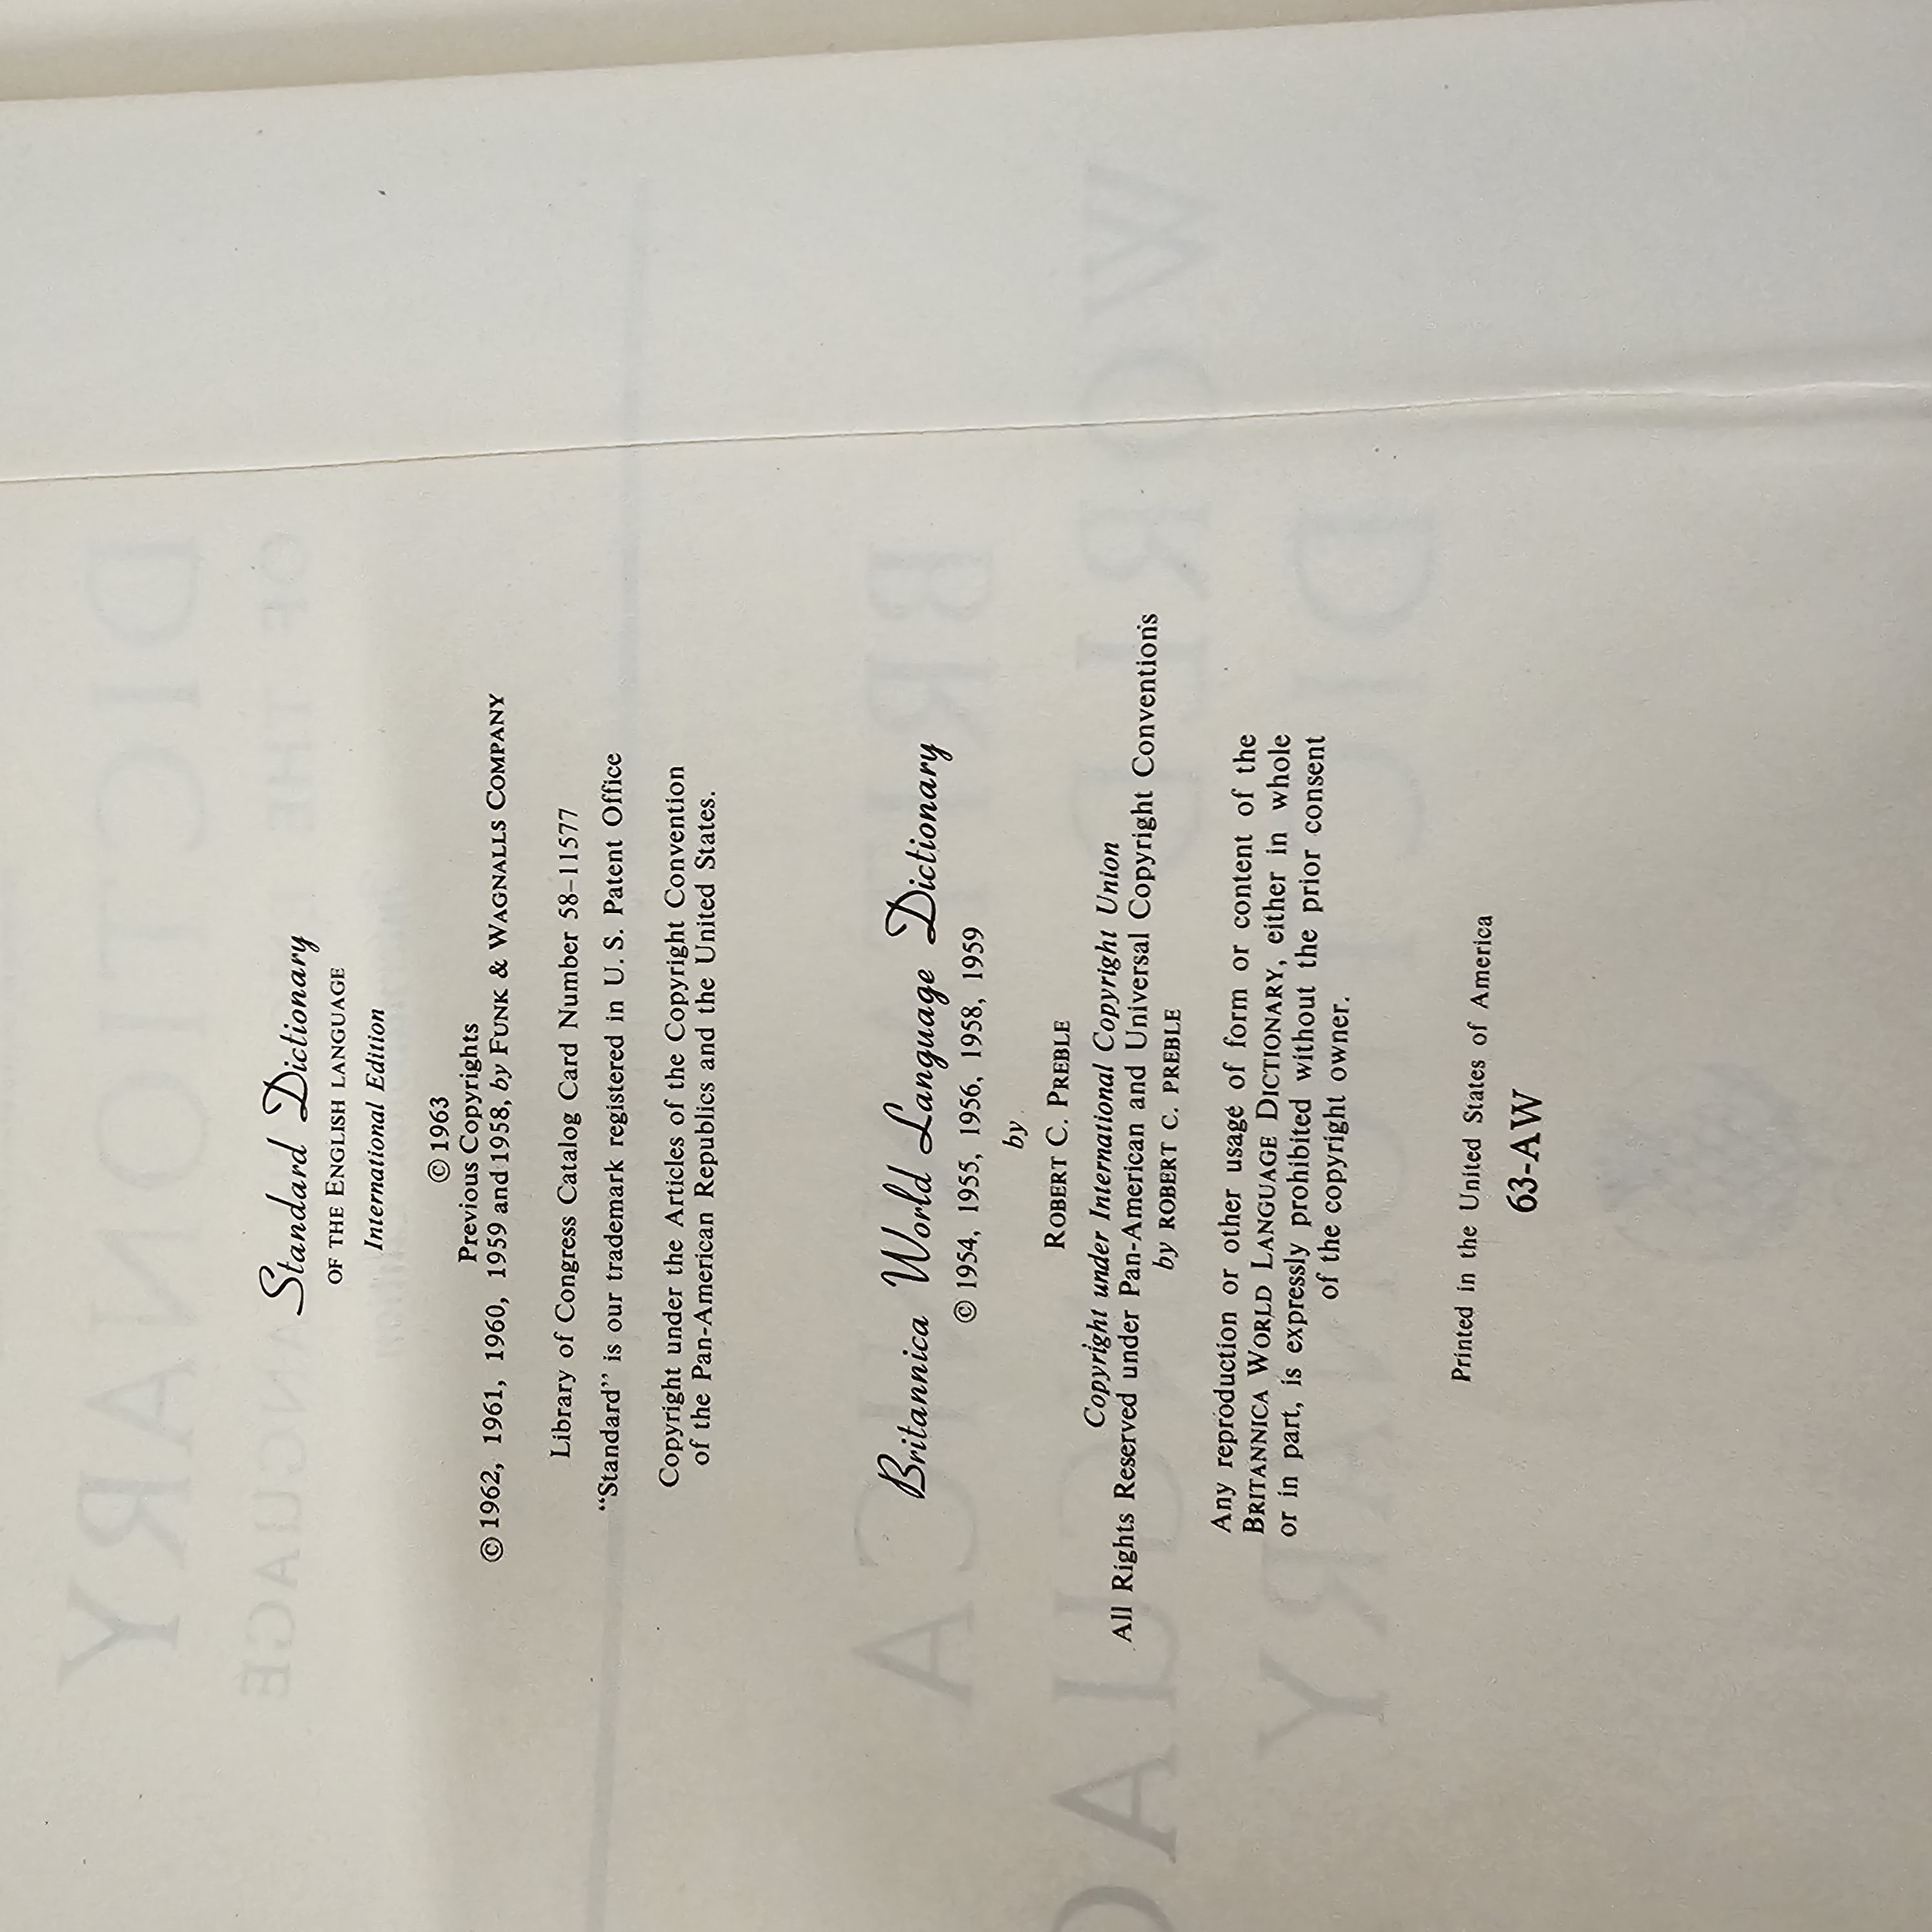 Standard Dictionary
OF THE ENGLISH LANGUAGE
International Edition
© 1963
Previous Copyrights
© 1962, 1961, 1960, 1959 and 1958, by FUNK & WAGNALLS COMPANY
Library of Congress Catalog Card Number 58-11577
"Standard" is our trademark registered in U. S. Patent Office
Copyright under the Articles of the Copyright Convention
of the Pan-American Republics and the United States.
Britannica World Language Dictionary
© 1954, 1955, 1956, 1958, 1959
by
ROBERT C. PREBLE
Copyright under International Copyright Union
All Rights Reserved under Pan-American and Universal Copyright Conventions
by ROBERT C. PREBLE
Any reproduction or other usage of form or content of the
BRITANNICA WORLD LANGUAGE DICTIONARY, either in whole
or in part, is expressly prohibited without the prior consent
of the copyright owner.
Printed in the United States of America
63-AW